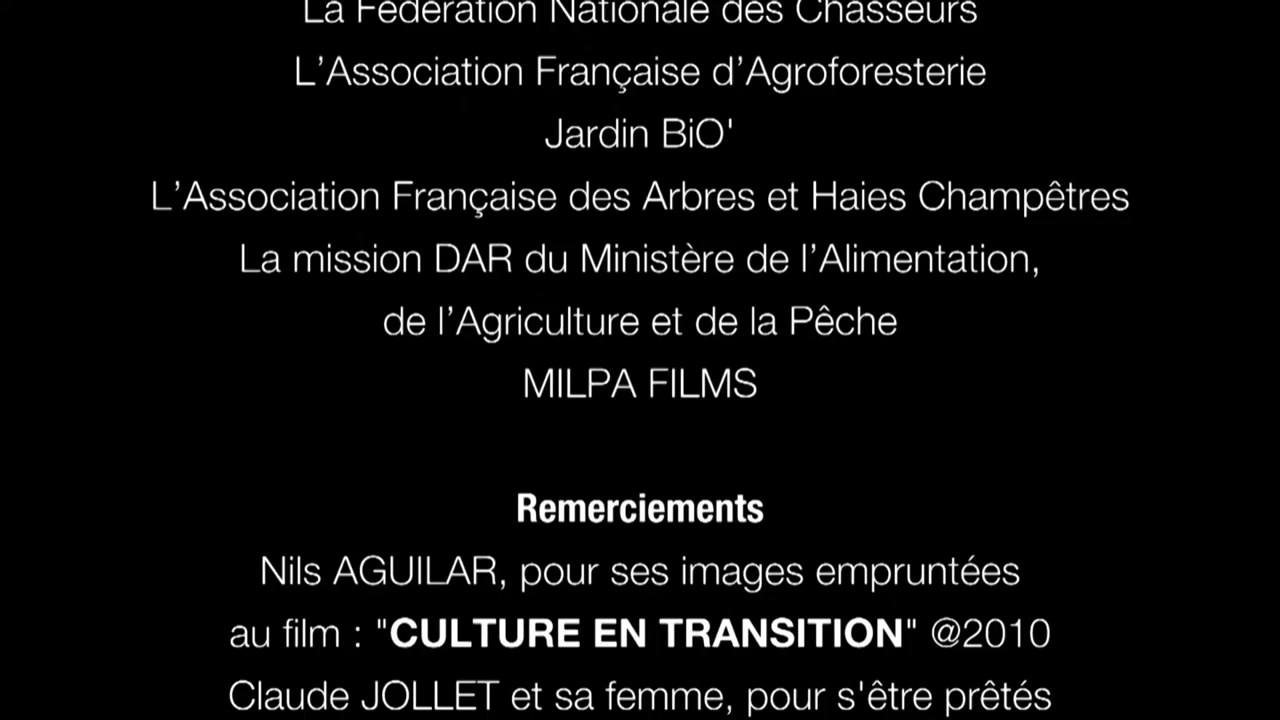 La Fédération Nationale des Chasseurs
L’Association Française d’Agroforesterie
Jardin BiO'
L’Association Française des Arbres et Haies Champêtres
La mission DAR du Ministère de l’Alimentation,
de l’Agriculture et de la Pêche
MILPA FILMS
Remerciements
Nils AGUILAR, pour ses images empruntées
au film : "CULTURE EN TRANSITION" @2010
Claude JOLLET et sa femme, pour s'être prêtés